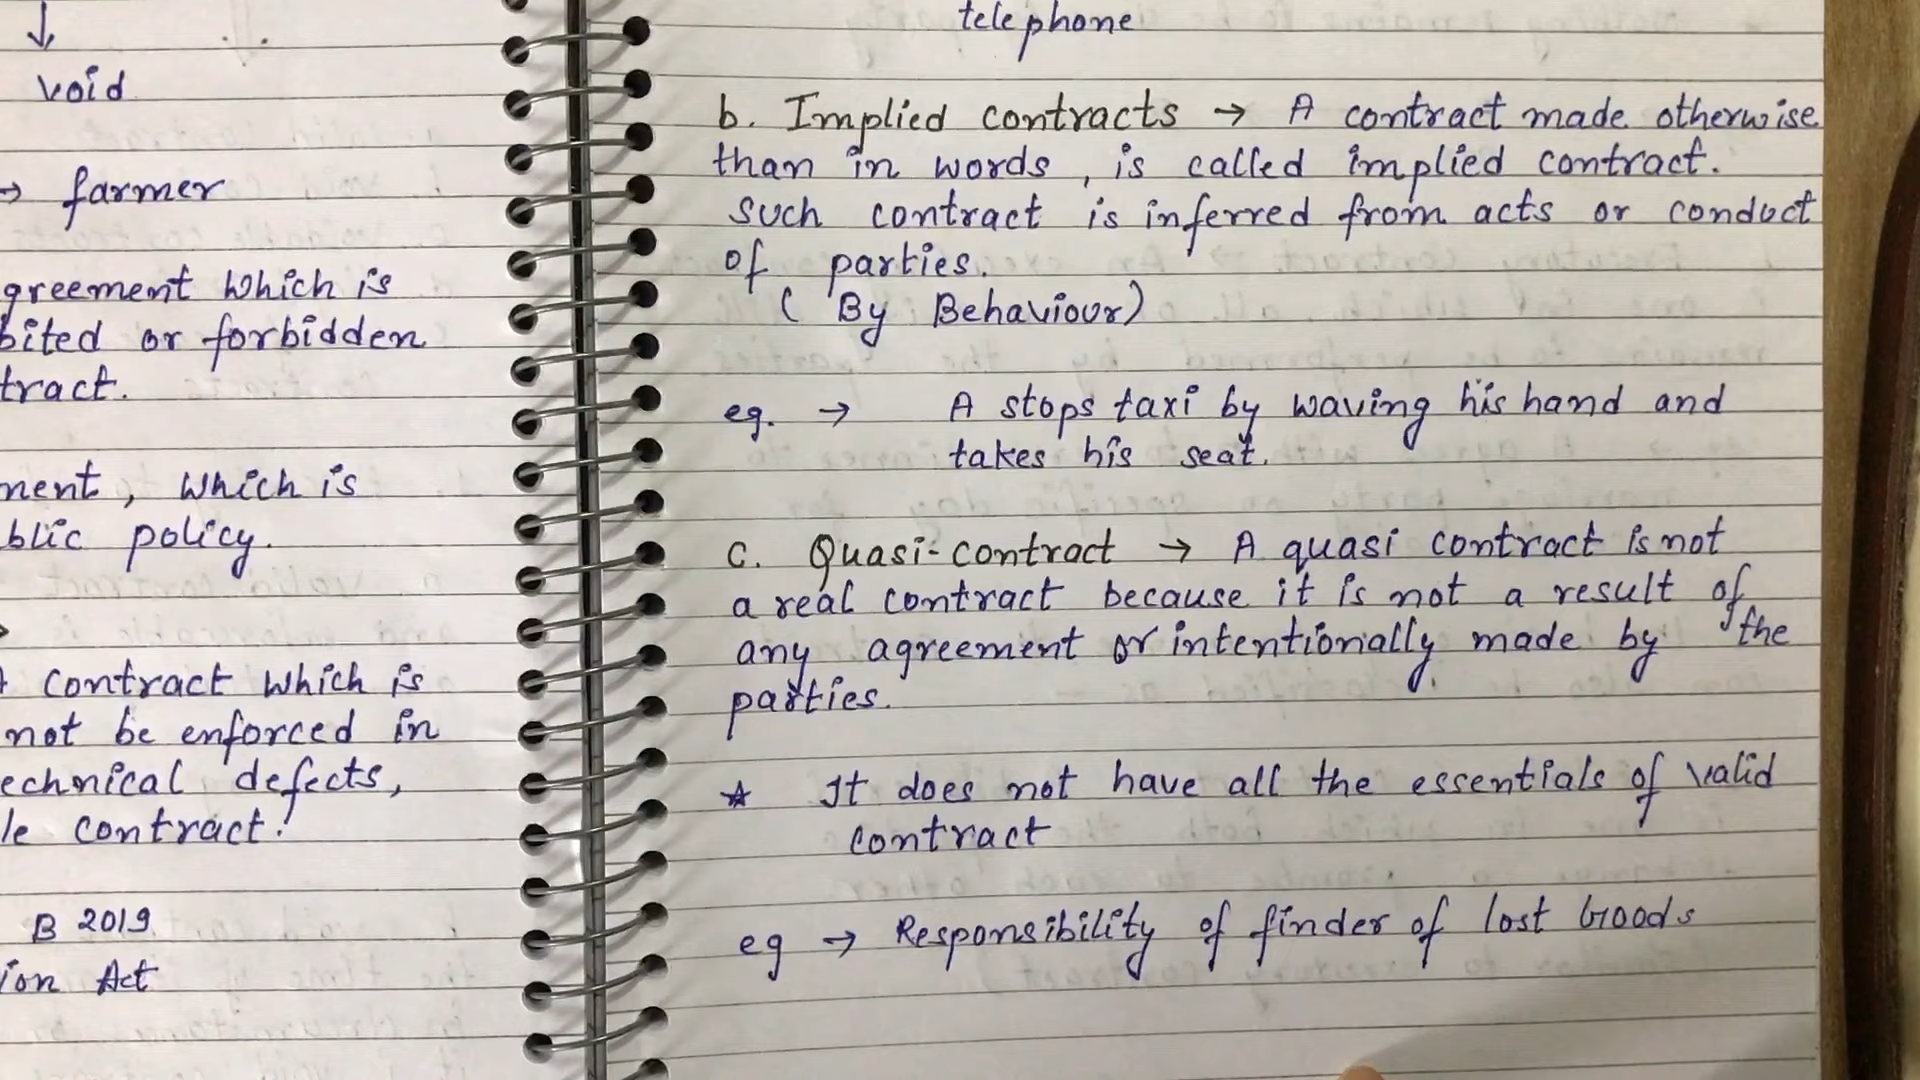 void
→ farmer
greement which is
bited or forbidden
tract.
ment, which is
blic policy.
contract which is
not be enforced in
echnical defects,
le contract.
B 2019
ion Act
telephone
b. Implied contracts → A contract made otherwise
than in words, is called implied contract.
such contract is inferred from acts or conduct
of parties.
( By Behaviour)
eg. → A stops taxi by waving his hand and
takes his seat.
c. Quasi-contract → A quasi contract is not
a real contract because it is not a result of
any agreement or intentionally made by the
parties.
☆ It does not have all the essentials of valid
contract
eg → Responsibility of finder of lost Goods